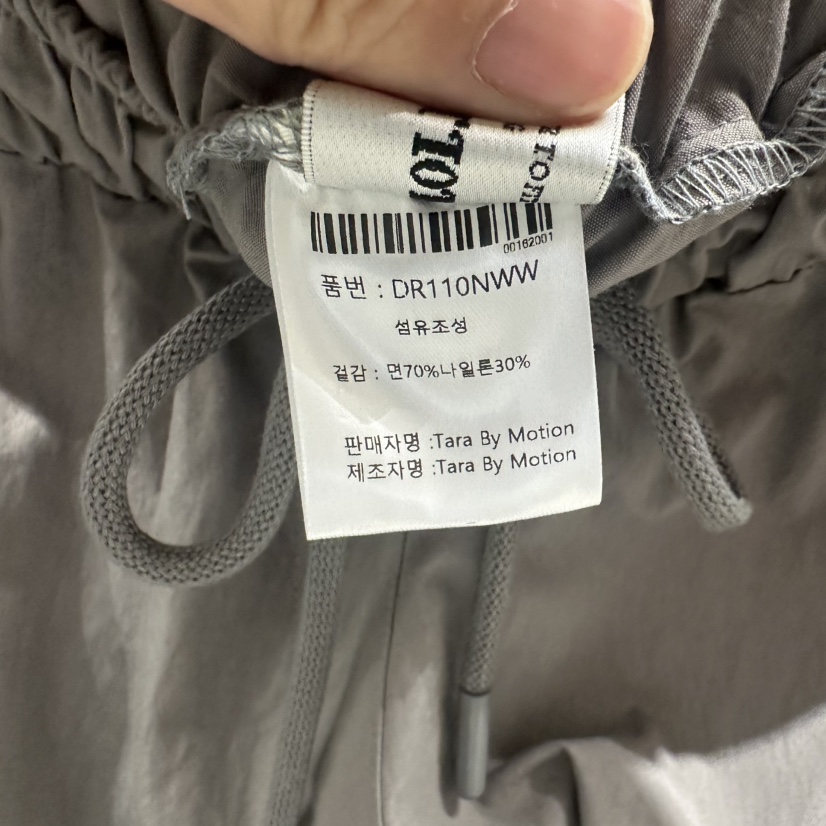 00162001
품번 : DR110NWW
섬유조성
겉감 : 면70%나일론30%
판매자명 :Tara By Motion
제조자명 :Tara By Motion